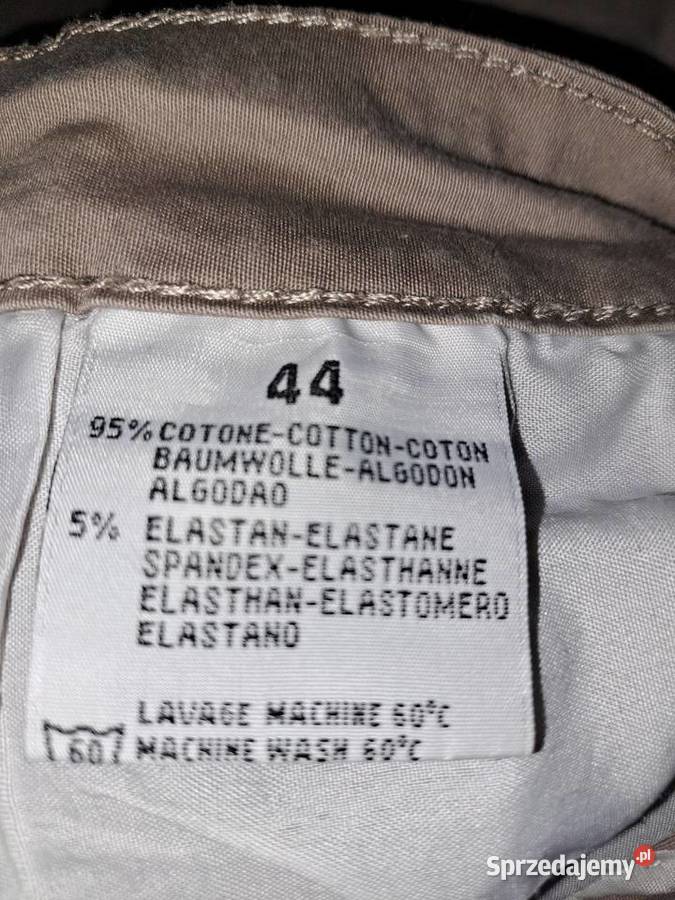 44
95% COTONE-COTTON-COTON
BAUMWOLLE-ALGODON
ALGODAO
5% ELASTAN-ELASTANE
SPANDEX-ELASTHANNE
ELASTHAN-ELASTOMERO
ELASTANO
LAVAGE MACHINE 60°C
60 MACHINE WASH 60°C
Sprzedajemy.pl